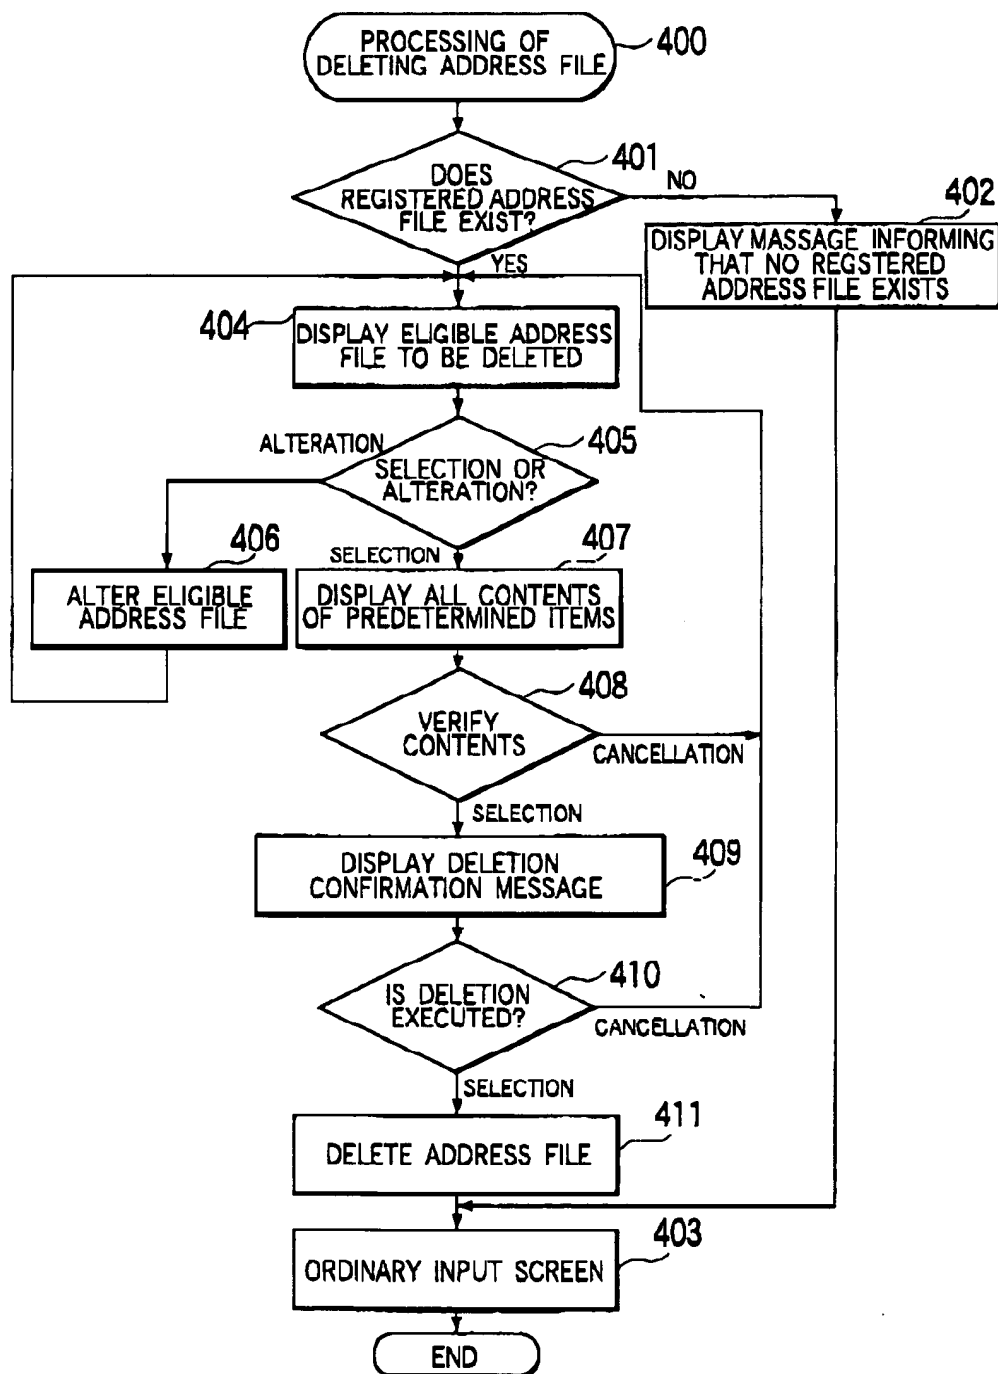 PROCESSING OF
DELETING ADDRESS FILE
400
DOES
REGISTERED ADDRESS
FILE EXIST?
401
NO
402
DISPLAY MASSAGE INFORMING
THAT NO REGSTERED
ADDRESS FILE EXISTS
YES
404
DISPLAY ELIGIBLE ADDRESS
FILE TO BE DELETED
ALTERATION
405
SELECTION OR
ALTERATION?
406
SELECTION
407
ALTER ELIGIBLE
ADDRESS FILE
DISPLAY ALL CONTENTS
OF PREDETERMINED ITEMS
408
VERIFY
CONTENTS
CANCELLATION
SELECTION
DISPLAY DELETION
CONFIRMATION MESSAGE
409
410
IS DELETION
EXECUTED?
CANCELLATION
SELECTION
411
DELETE ADDRESS FILE
403
ORDINARY INPUT SCREEN
END